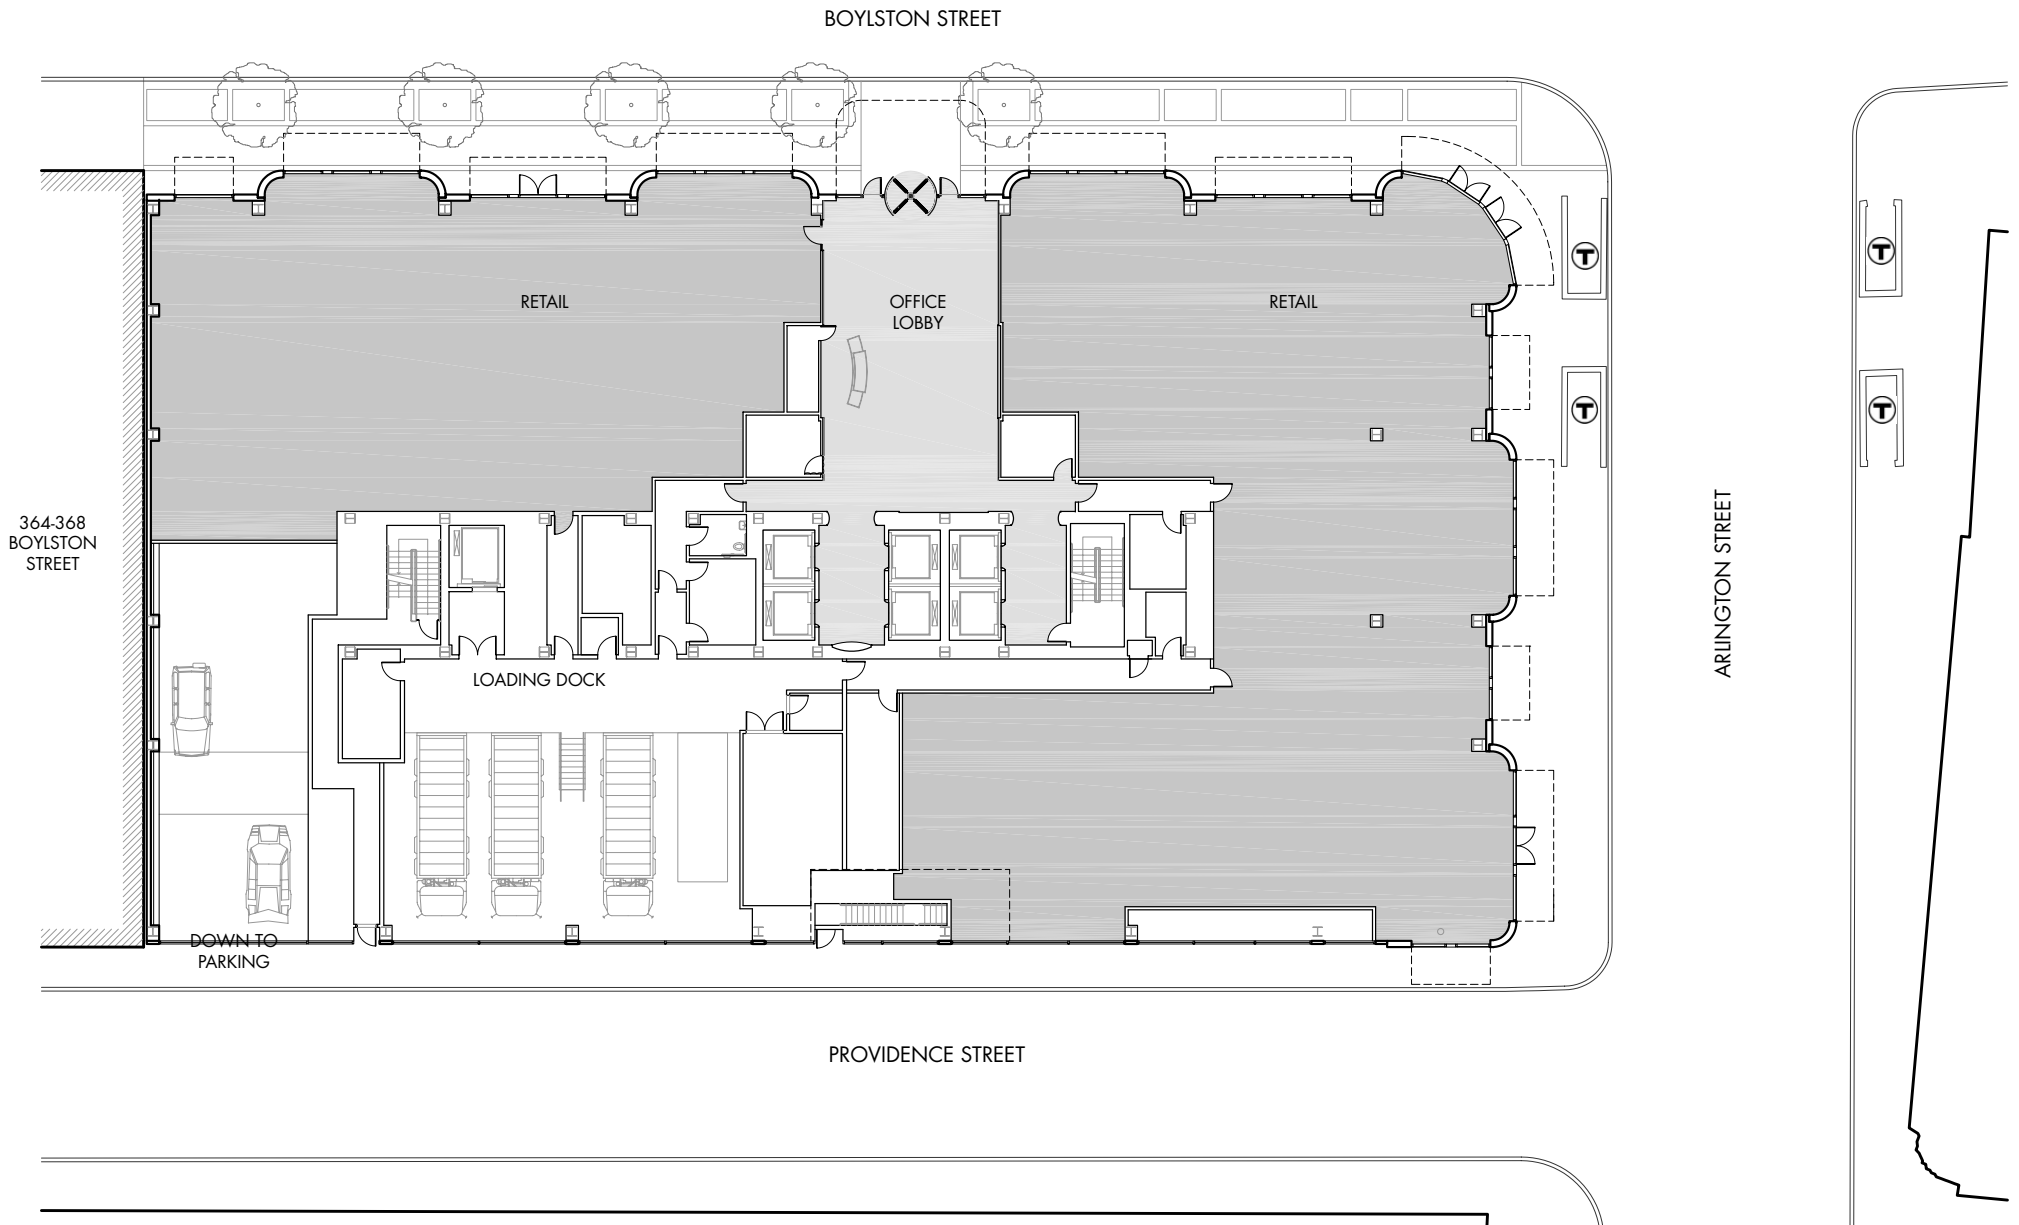 BOYLSTON STREET
RETAIL
OFFICE
LOBBY
RETAIL
T
T
T
T
364-368
BOYLSTON
STREET
ARLINGTON STREET
LOADING DOCK
DOWN TO
PARKING
PROVIDENCE STREET